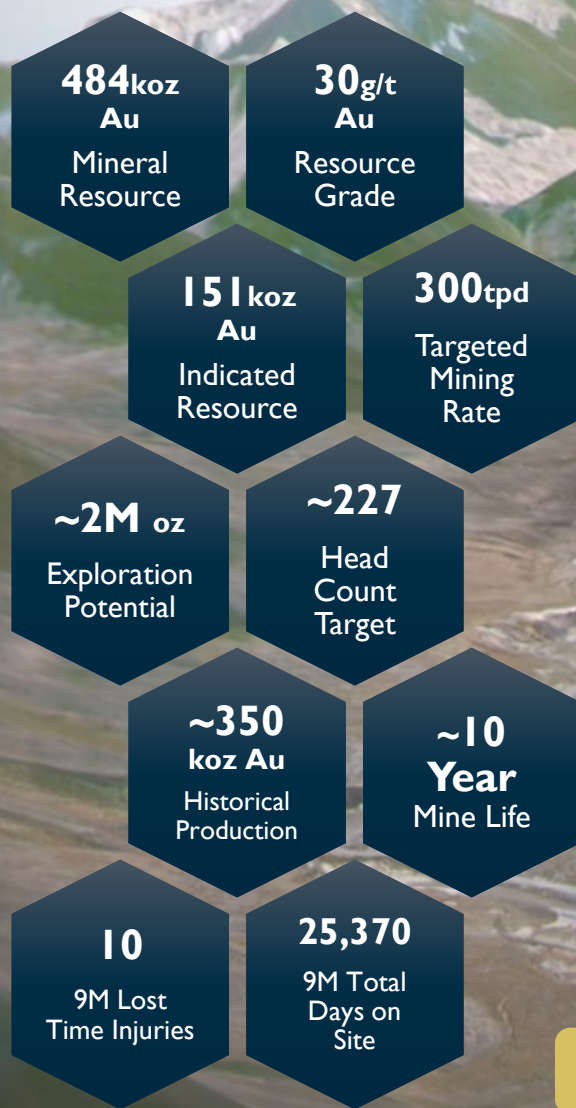 484koz
Au
Mineral
Resource
30g/t
Au
Resource
Grade
151koz
Au
Indicated
Resource
300tpd
Targeted
Mining
Rate
~2M oz
Exploration
Potential
~227
Head
Count
Target
~350
koz Au
Historical
Production
~10
Year
Mine Life
10
9M Lost
Time Injuries
25,370
9M Total
Days on
Site